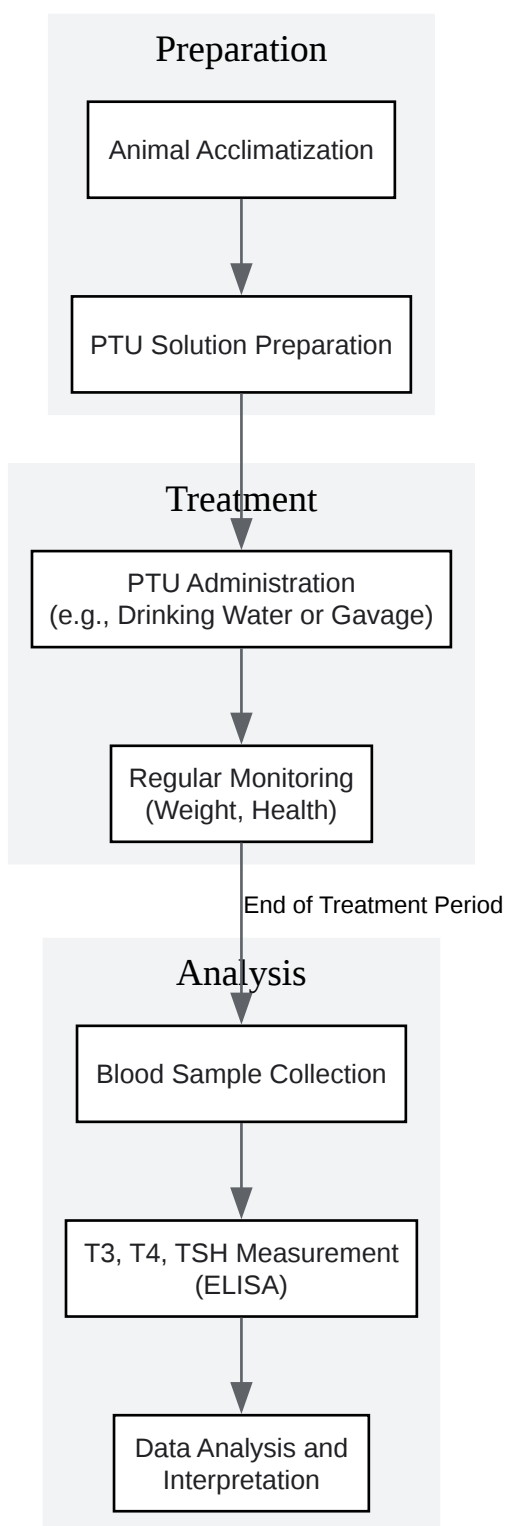 Preparation
Animal Acclimatization
PTU Solution Preparation
Treatment
PTU Administration
(e.g., Drinking Water or Gavage)
Regular Monitoring
(Weight, Health)
End of Treatment Period
Analysis
Blood Sample Collection
T3, T4, TSH Measurement
(ELISA)
Data Analysis and
Interpretation